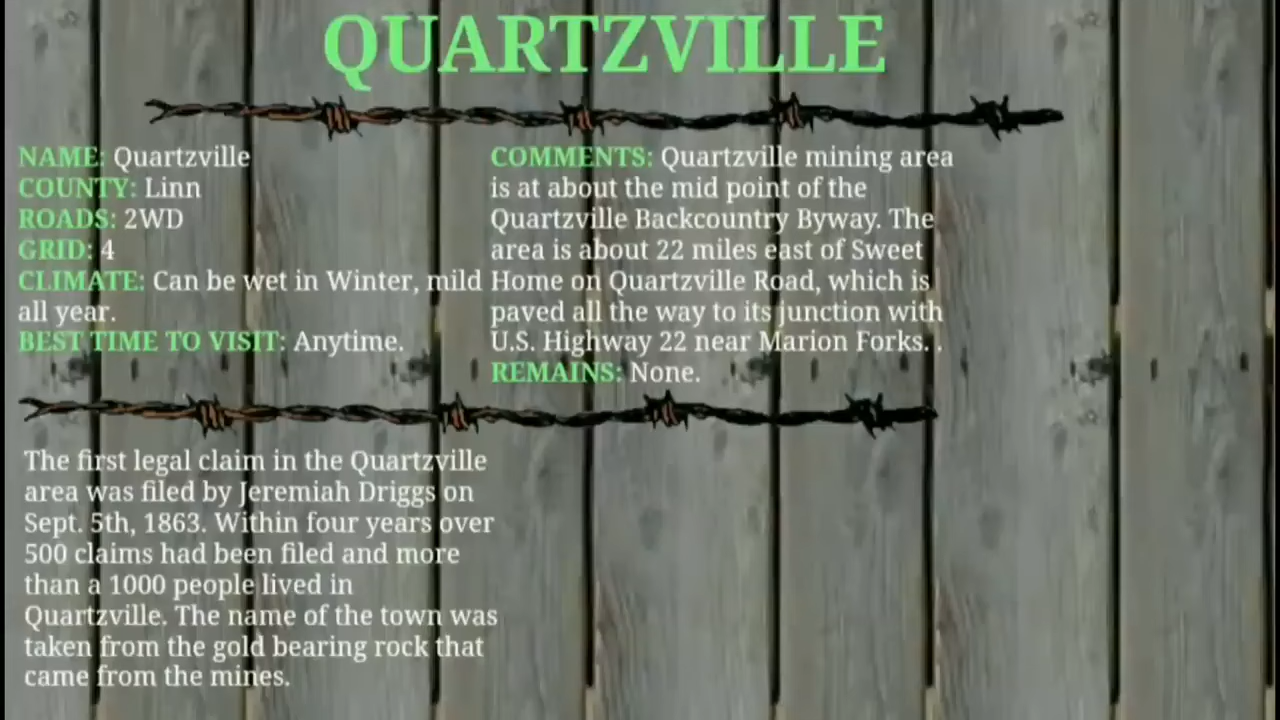 QUARTZVILLE
NAME: Quartzville
COUNTY: Linn
ROADS: 2WD
GRID: 4
CLIMATE: Can be wet in Winter, mild
all year.
BEST TIME TO VISIT: Anytime.
COMMENTS: Quartzville mining area
is at about the mid point of the
Quartzville Backcountry Byway. The
area is about 22 miles east of Sweet
Home on Quartzville Road, which is
paved all the way to its junction with
U.S. Highway 22 near Marion Forks. .
REMAINS: None.
The first legal claim in the Quartzville
area was filed by Jeremiah Driggs on
Sept. 5th, 1863. Within four years over
500 claims had been filed and more
than a 1000 people lived in
Quartzville. The name of the town was
taken from the gold bearing rock that
came from the mines.